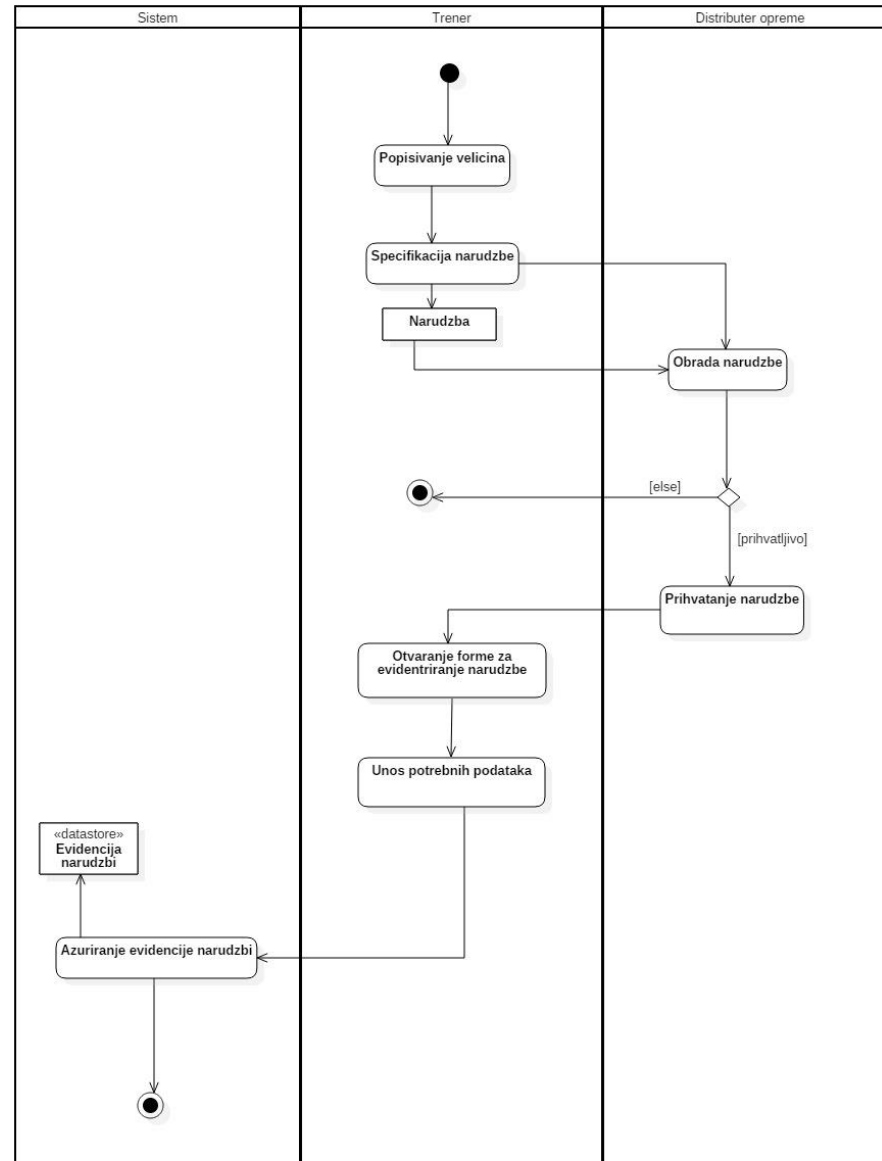 Sistem
Trener
Distributer opreme
Popisivanje velicina
Specifikacija narudzbe
Narudzba
Obrada narudzbe
[else]
[prihvatljivo]
Prihvatanje narudzbe
Otvaranje forme za
evidentriranje narudzbe
Unos potrebnih podataka
«datastore»
Evidencija
narudzbi
Azuriranje evidencije narudzbi